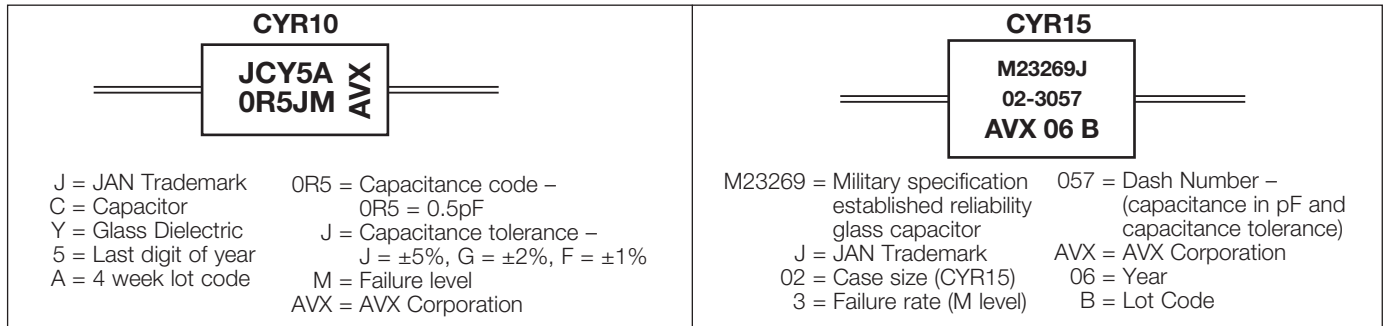 CYR10
JCY5A
0R5JM
AVX
J = JAN Trademark
C = Capacitor
Y = Glass Dielectric
5 = Last digit of year
A = 4 week lot code
0R5 = Capacitance code –
0R5 = 0.5pF
J = Capacitance tolerance –
J = ±5%, G = ±2%, F = ±1%
M = Failure level
AVX = AVX Corporation
CYR15
M23269J
02-3057
AVX 06 B
M23269 = Military specification
established reliability
glass capacitor
J = JAN Trademark
02 = Case size (CYR15)
3 = Failure rate (M level)
057 = Dash Number –
(capacitance in pF and
capacitance tolerance)
AVX = AVX Corporation
06 = Year
B = Lot Code